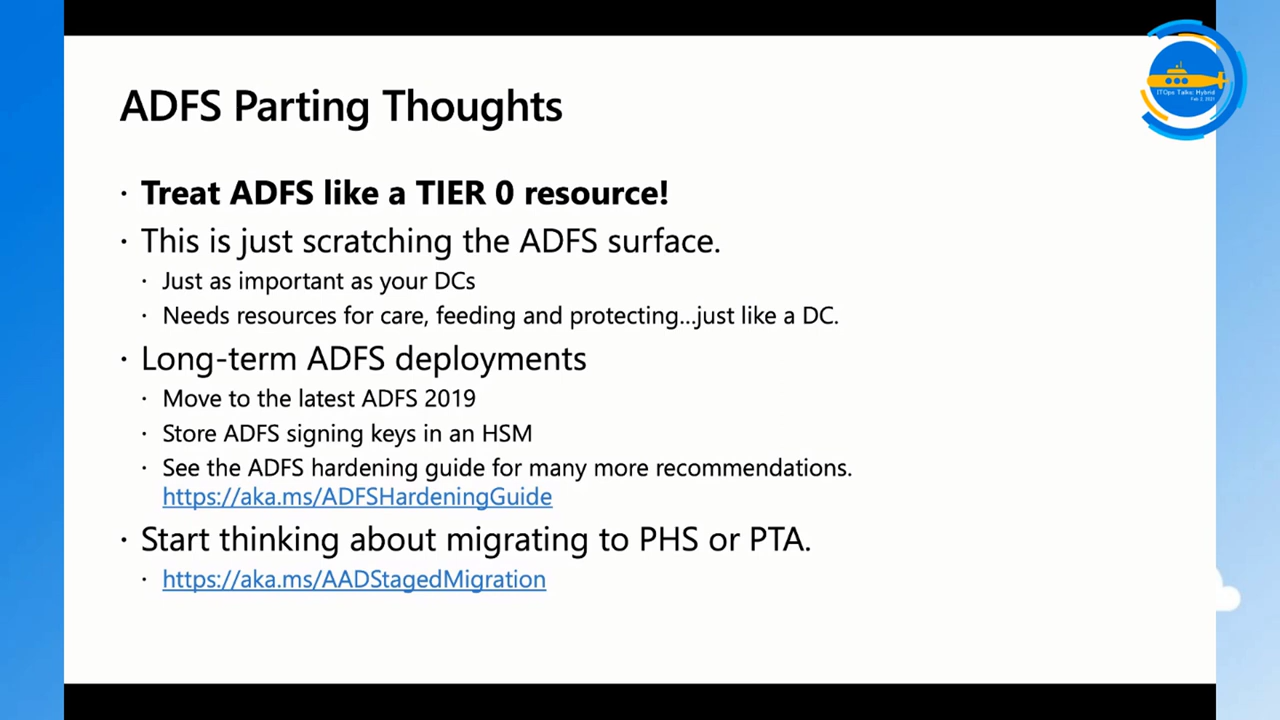 ADFS Parting Thoughts
ITOps Talks: Hybrid
Feb 2, 2021
· Treat ADFS like a TIER 0 resource!
· This is just scratching the ADFS surface.
· Just as important as your DCs
· Needs resources for care, feeding and protecting...just like a DC.
· Long-term ADFS deployments
· Move to the latest ADFS 2019
· Store ADFS signing keys in an HSM
· See the ADFS hardening guide for many more recommendations.
https://aka.ms/ADFSHardeningGuide
· Start thinking about migrating to PHS or PTA.
· https://aka.ms/AADStagedMigration